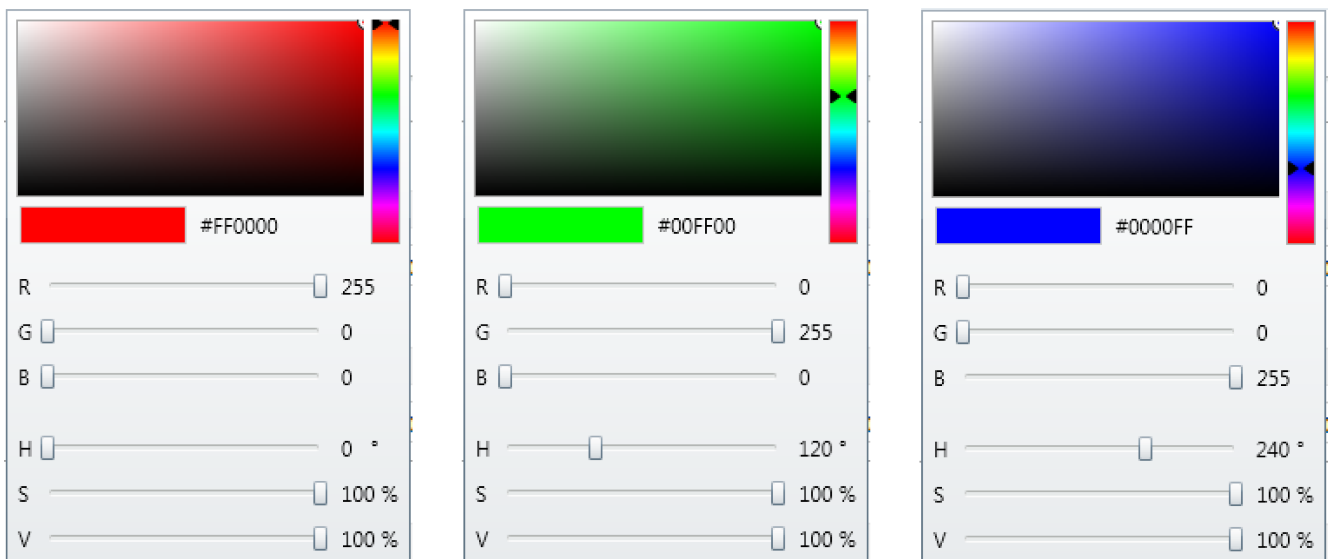 #FF0000
R 255
G 0
B 0
H 0 °
S 100 %
V 100 %
#00FF00
R 0
G 255
B 0
H 120 °
S 100 %
V 100 %
#0000FF
R 0
G 0
B 255
H 240 °
S 100 %
V 100 %